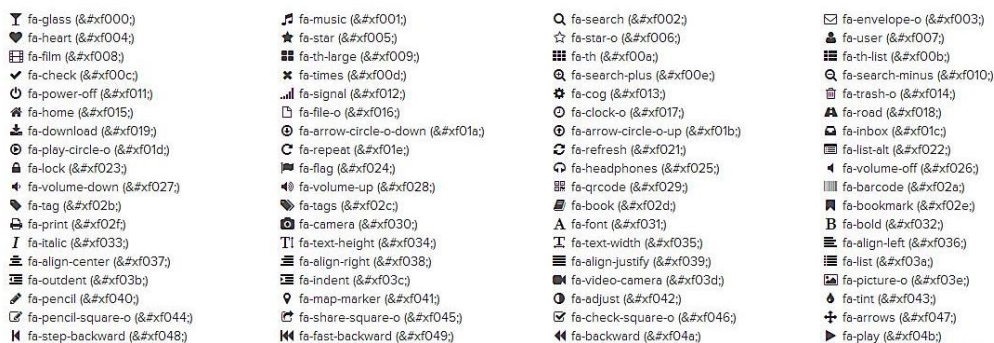 fa-glass (&#xf000;) fa-music (&#xf001;) fa-search (&#xf002;) fa-envelope-o (&#xf003;)
fa-heart (&#xf004;) fa-star (&#xf005;) fa-star-o (&#xf006;) fa-user (&#xf007;)
fa-film (&#xf008;) fa-th-large (&#xf009;) fa-th (&#xf00a;) fa-th-list (&#xf00b;)
fa-check (&#xf00c;) fa-times (&#xf00d;) fa-search-plus (&#xf00e;) fa-search-minus (&#xf010;)
fa-power-off (&#xf011;) fa-signal (&#xf012;) fa-cog (&#xf013;) fa-trash-o (&#xf014;)
fa-home (&#xf015;) fa-file-o (&#xf016;) fa-clock-o (&#xf017;) fa-road (&#xf018;)
fa-download (&#xf019;) fa-arrow-circle-o-down (&#xf01a;) fa-arrow-circle-o-up (&#xf01b;) fa-inbox (&#xf01c;)
fa-play-circle-o (&#xf01d;) fa-repeat (&#xf01e;) fa-refresh (&#xf021;) fa-list-alt (&#xf022;)
fa-lock (&#xf023;) fa-flag (&#xf024;) fa-headphones (&#xf025;) fa-volume-off (&#xf026;)
fa-volume-down (&#xf027;) fa-volume-up (&#xf028;) fa-qrcode (&#xf029;) fa-barcode (&#xf02a;)
fa-tag (&#xf02b;) fa-tags (&#xf02c;) fa-book (&#xf02d;) fa-bookmark (&#xf02e;)
fa-print (&#xf02f;) fa-camera (&#xf030;) fa-font (&#xf031;) fa-bold (&#xf032;)
fa-italic (&#xf033;) fa-text-height (&#xf034;) fa-text-width (&#xf035;) fa-align-left (&#xf036;)
fa-align-center (&#xf037;) fa-align-right (&#xf038;) fa-align-justify (&#xf039;) fa-list (&#xf03a;)
fa-outdent (&#xf03b;) fa-indent (&#xf03c;) fa-video-camera (&#xf03d;) fa-picture-o (&#xf03e;)
fa-pencil (&#xf040;) fa-map-marker (&#xf041;) fa-adjust (&#xf042;) fa-tint (&#xf043;)
fa-pencil-square-o (&#xf044;) fa-share-square-o (&#xf045;) fa-check-square-o (&#xf046;) fa-arrows (&#xf047;)
fa-step-backward (&#xf048;) fa-fast-backward (&#xf049;) fa-backward (&#xf04a;) fa-play (&#xf04b;)